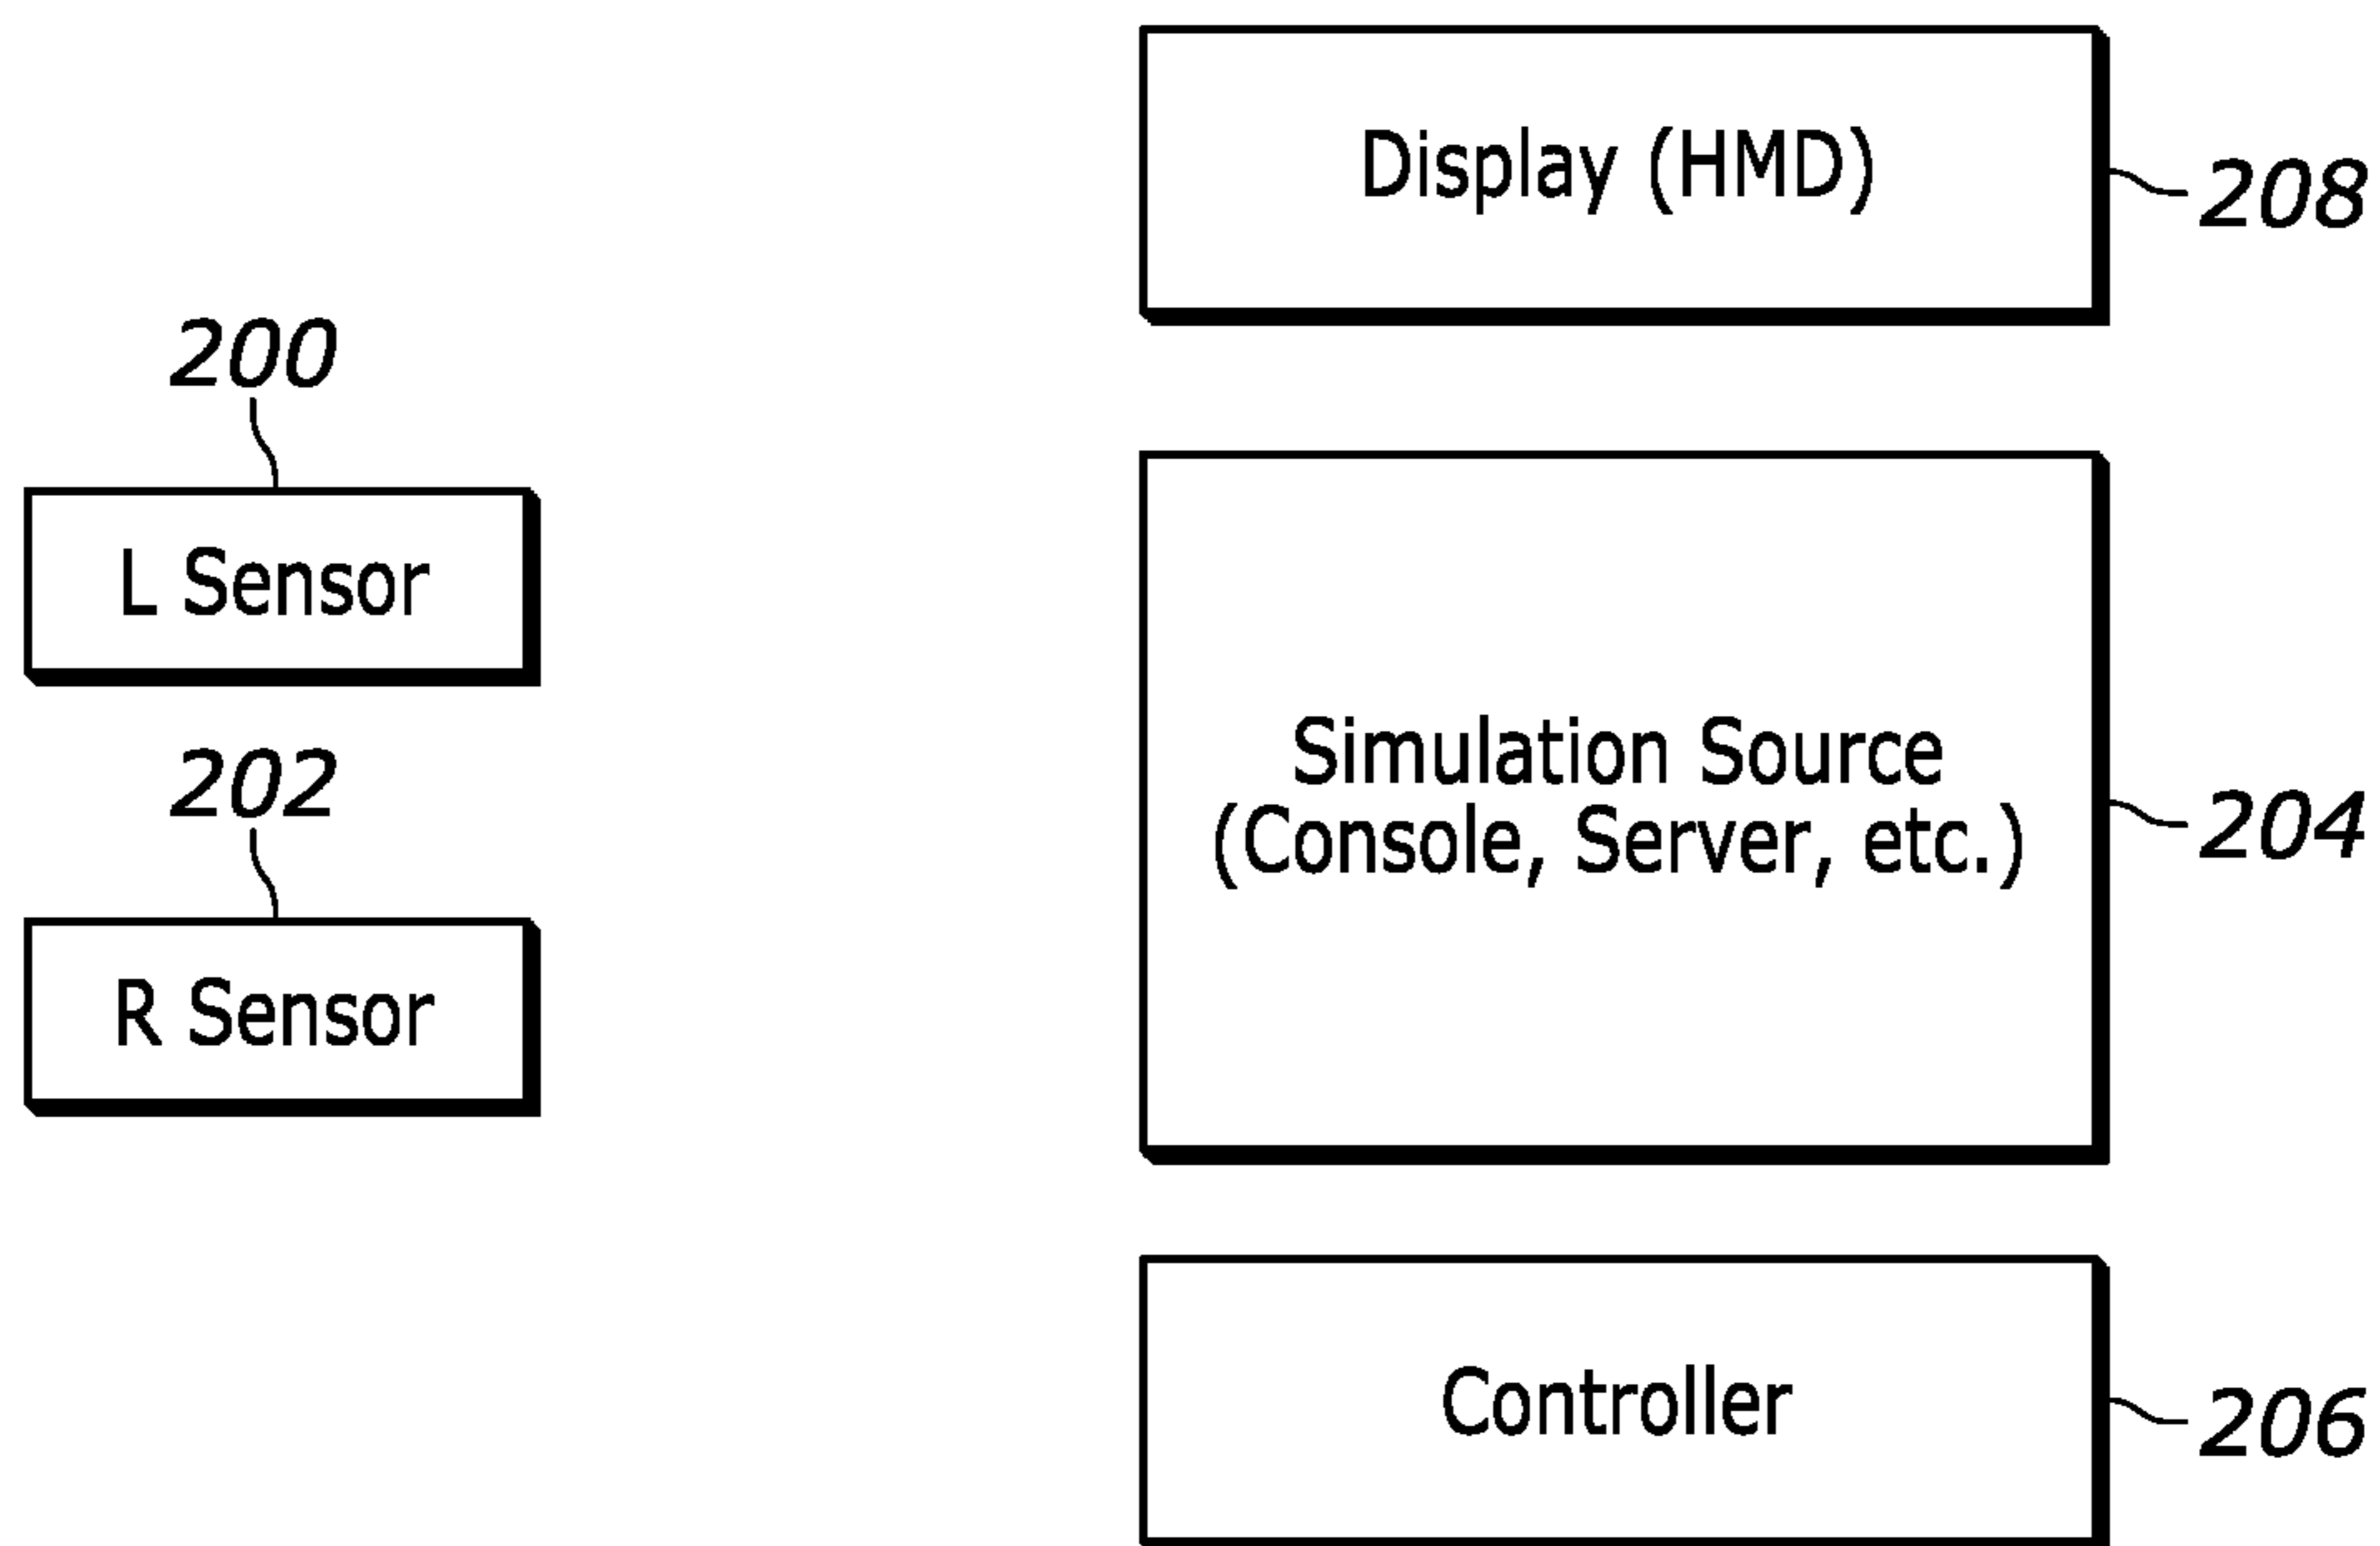 Display (HMD)
208
200
L Sensor
202
R Sensor
Simulation Source
(Console, Server, etc.)
204
Controller
206